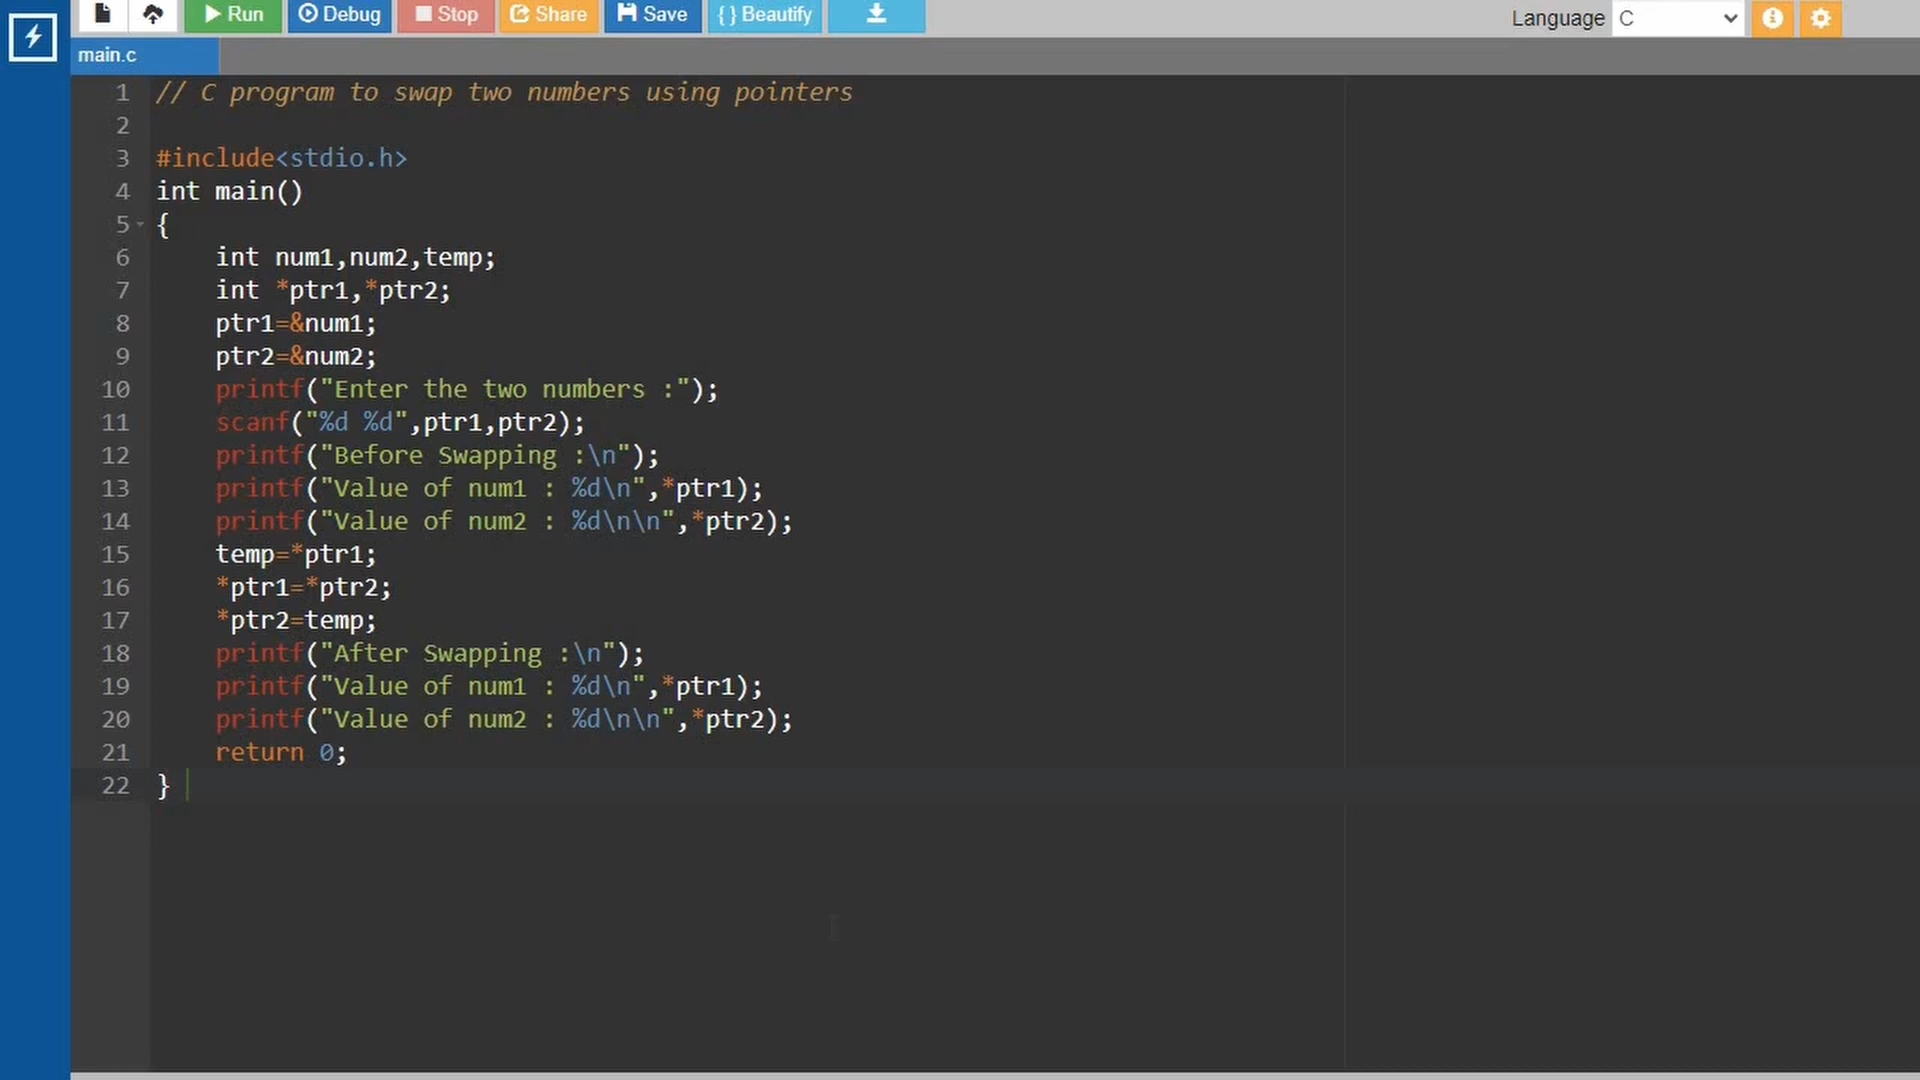 Run Debug Stop Share Save { } Beautify Language C
main.c
1 // C program to swap two numbers using pointers
2
3 #include<stdio.h>
4 int main()
5 {
6 int num1,num2,temp;
7 int *ptr1,*ptr2;
8 ptr1=&num1;
9 ptr2=&num2;
10 printf("Enter the two numbers :");
11 scanf("%d %d",ptr1,ptr2);
12 printf("Before Swapping :\n");
13 printf("Value of num1 : %d\n",*ptr1);
14 printf("Value of num2 : %d\n\n",*ptr2);
15 temp=*ptr1;
16 *ptr1=*ptr2;
17 *ptr2=temp;
18 printf("After Swapping :\n");
19 printf("Value of num1 : %d\n",*ptr1);
20 printf("Value of num2 : %d\n\n",*ptr2);
21 return 0;
22 }